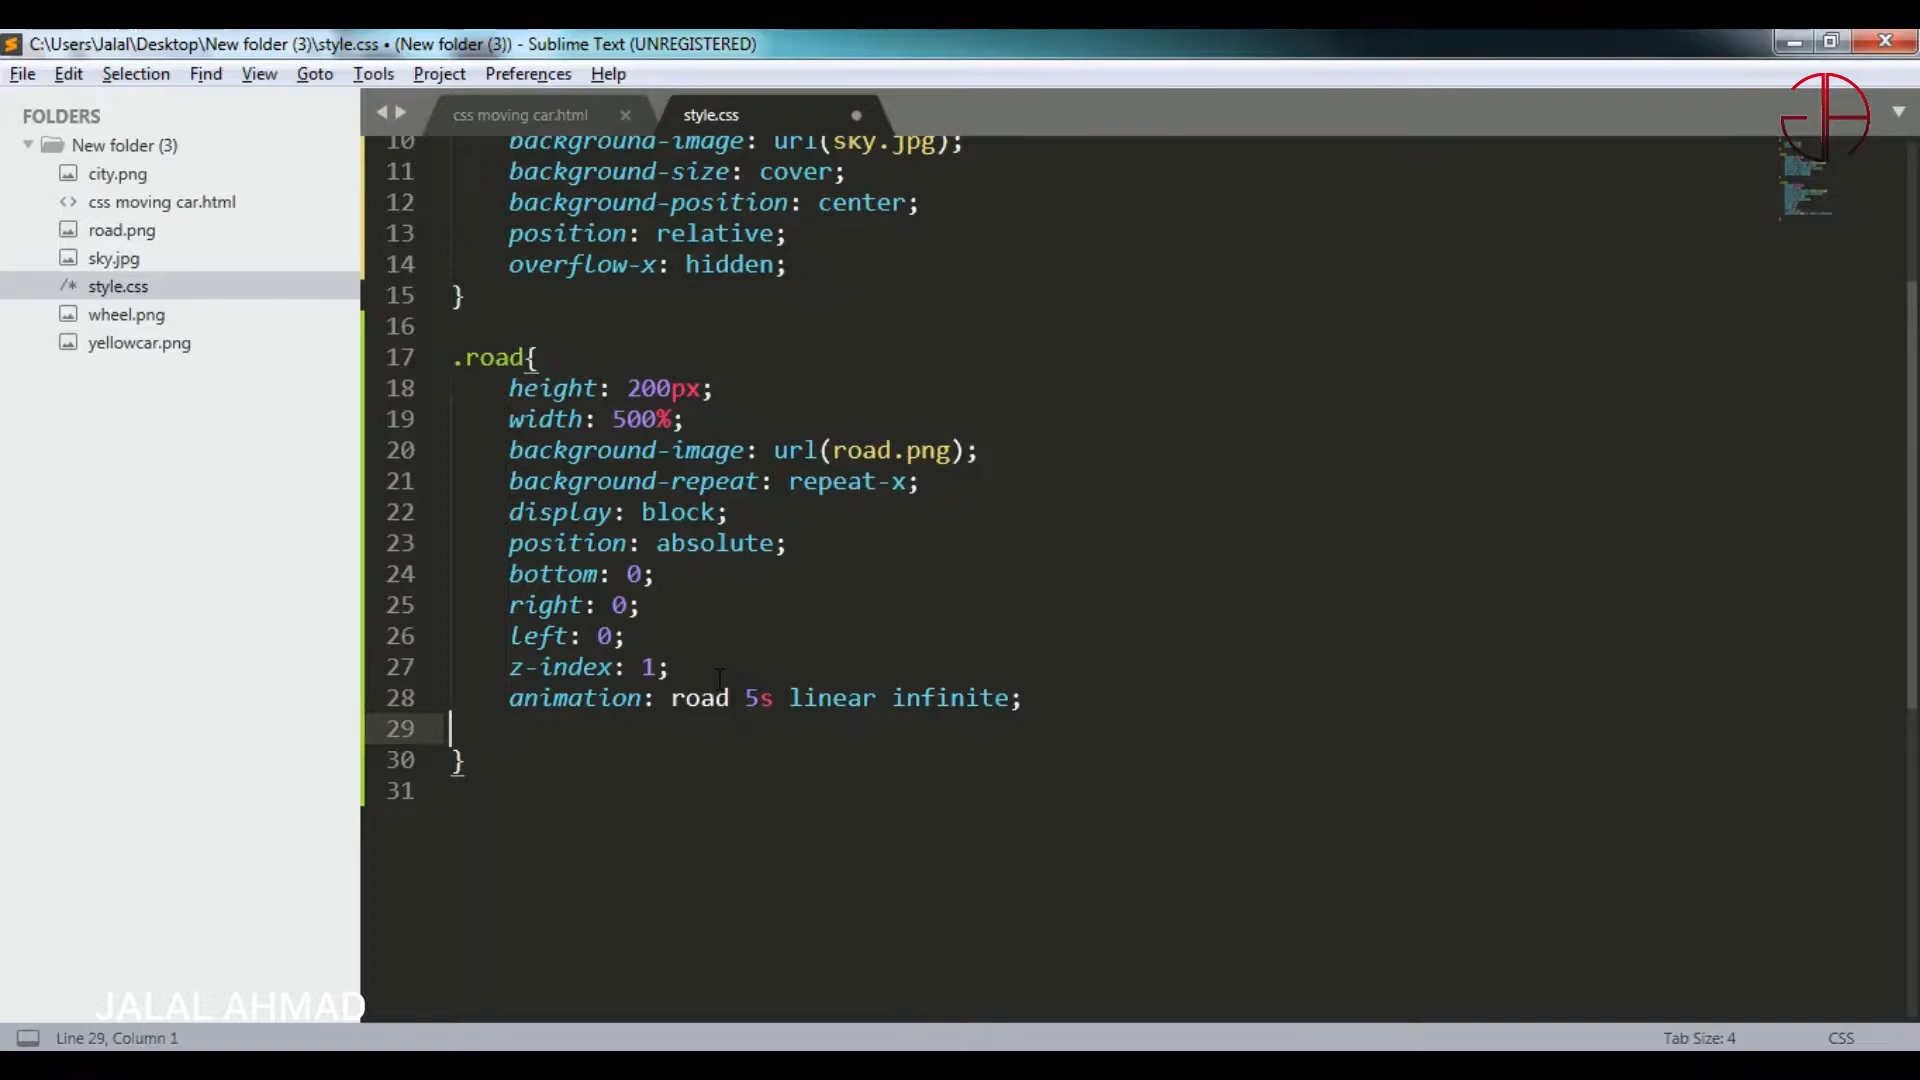 C:\Users\Jalal\Desktop\New folder (3)\style.css • (New folder (3)) - Sublime Text (UNREGISTERED)
File Edit Selection Find View Goto Tools Project Preferences Help
FOLDERS
New folder (3)
city.png
<> css moving car.html
road.png
sky.jpg
/* style.css
wheel.png
yellowcar.png
css moving car.html × style.css
10 background-image: url(sky.jpg);
11 background-size: cover;
12 background-position: center;
13 position: relative;
14 overflow-x: hidden;
15 }
16
17 .road{
18 height: 200px;
19 width: 500%;
20 background-image: url(road.png);
21 background-repeat: repeat-x;
22 display: block;
23 position: absolute;
24 bottom: 0;
25 right: 0;
26 left: 0;
27 z-index: 1;
28 animation: road 5s linear infinite;
29
30 }
31
JALAL AHMAD
Line 29, Column 1 Tab Size: 4 CSS